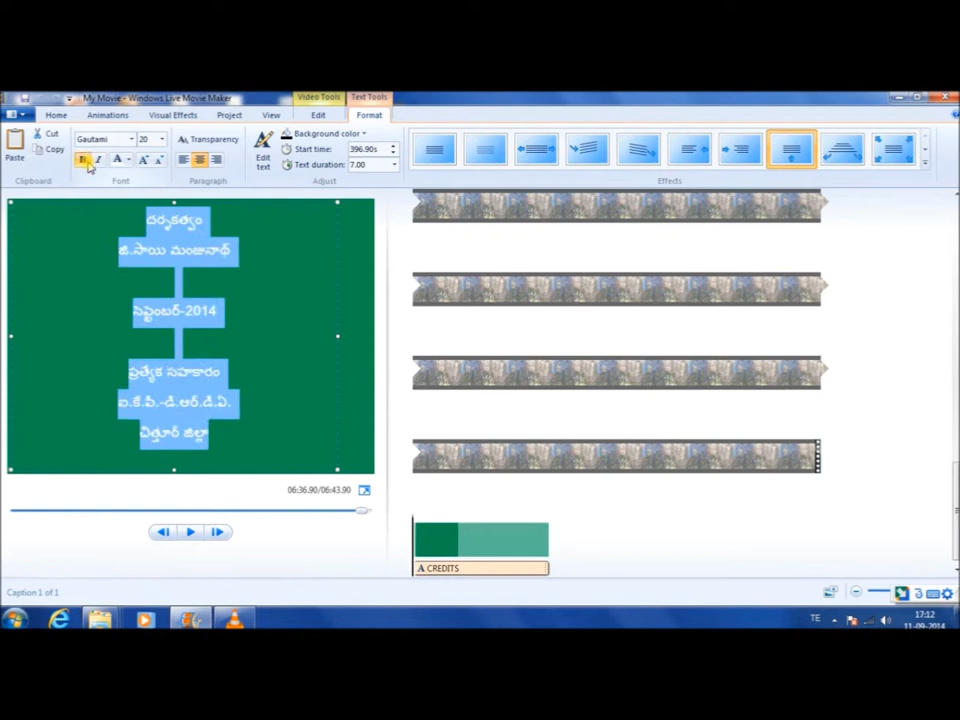 My Movie - Windows Live Movie Maker
Video Tools
Text Tools
Home
Animations
Visual Effects
Project
View
Edit
Format
Paste
Cut
Copy
Clipboard
Gautami
20
B I A A A
Font
Transparency
Paragraph
Edit text
Background color
Start time: 396.90s
Text duration: 7.00
Adjust
Effects
దర్శకత్వం
జి.సాయి మంజునాథ్
సెప్టెంబర్-2014
ప్రత్యేక సహకారం
ఐ.కే.పీ.-డీ.ఆర్.డీ.ఏ.
చిత్తూర్ జిల్లా
06:36.90/06:43.90
A CREDITS
Caption 1 of 1
TE
17:12
11-09-2014